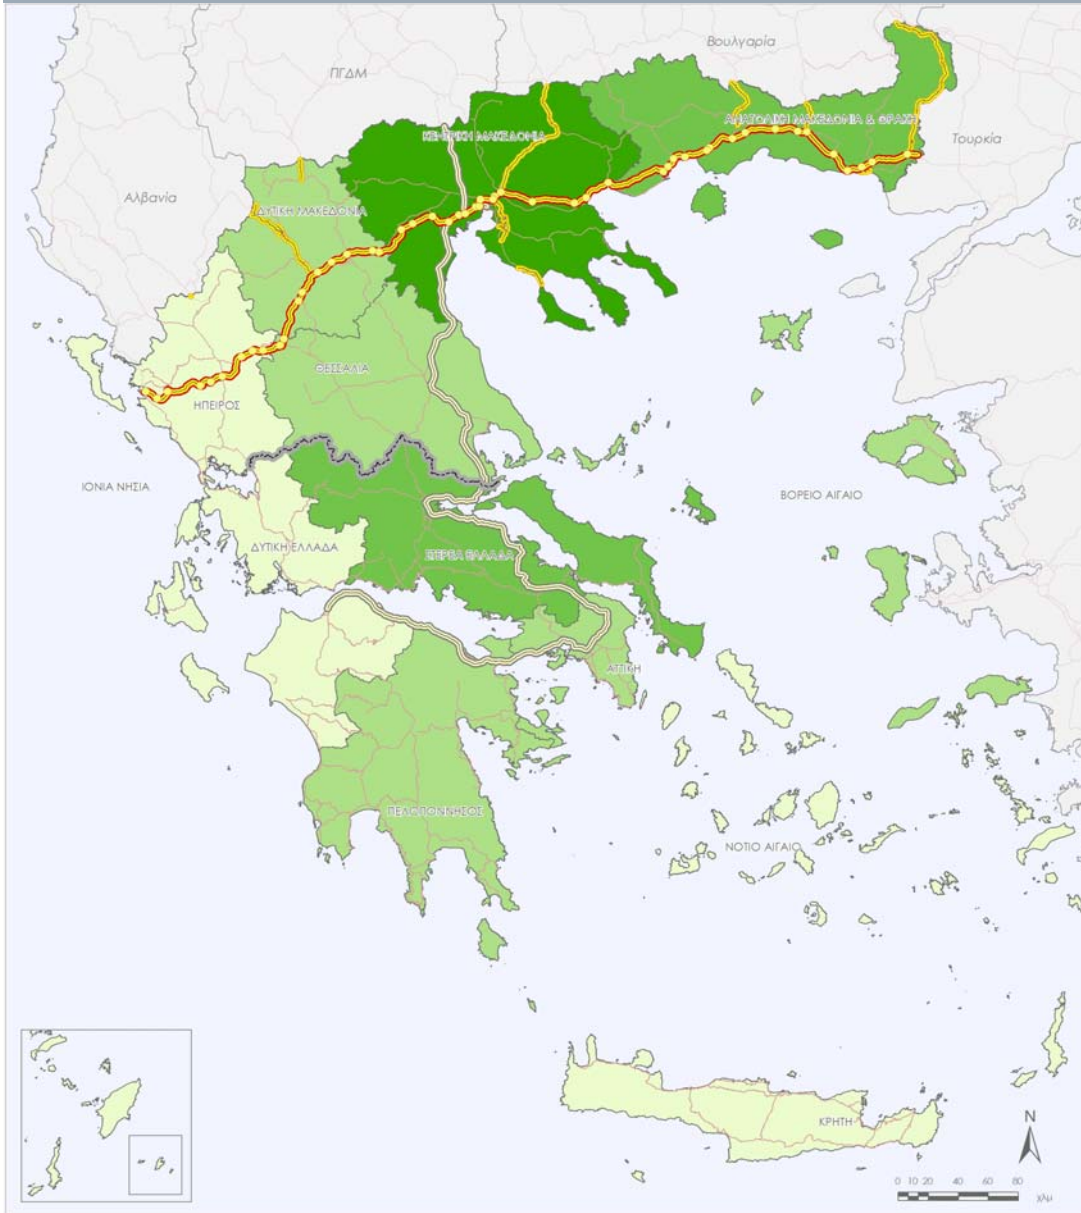 Βουλγαρία
ΠΓΔΜ
ΚΕΝΤΡΙΚΗ ΜΑΚΕΔΟΝΙΑ
ΑΝΑΤΟΛΙΚΗ ΜΑΚΕΔΟΝΙΑ & ΘΡΑΚΗ
Τουρκία
Αλβανία
ΔΥΤΙΚΗ ΜΑΚΕΔΟΝΙΑ
ΘΕΣΣΑΛΙΑ
ΗΠΕΙΡΟΣ
ΙΟΝΙΑ ΝΗΣΙΑ
ΒΟΡΕΙΟ ΑΙΓΑΙΟ
ΔΥΤΙΚΗ ΕΛΛΑΔΑ
ΣΤΕΡΕΑ ΕΛΛΑΔΑ
ΑΤΤΙΚΗ
ΠΕΛΟΠΟΝΝΗΣΟΣ
ΝΟΤΙΟ ΑΙΓΑΙΟ
ΚΡΗΤΗ
N
0 10 20 40 60 80
χλμ